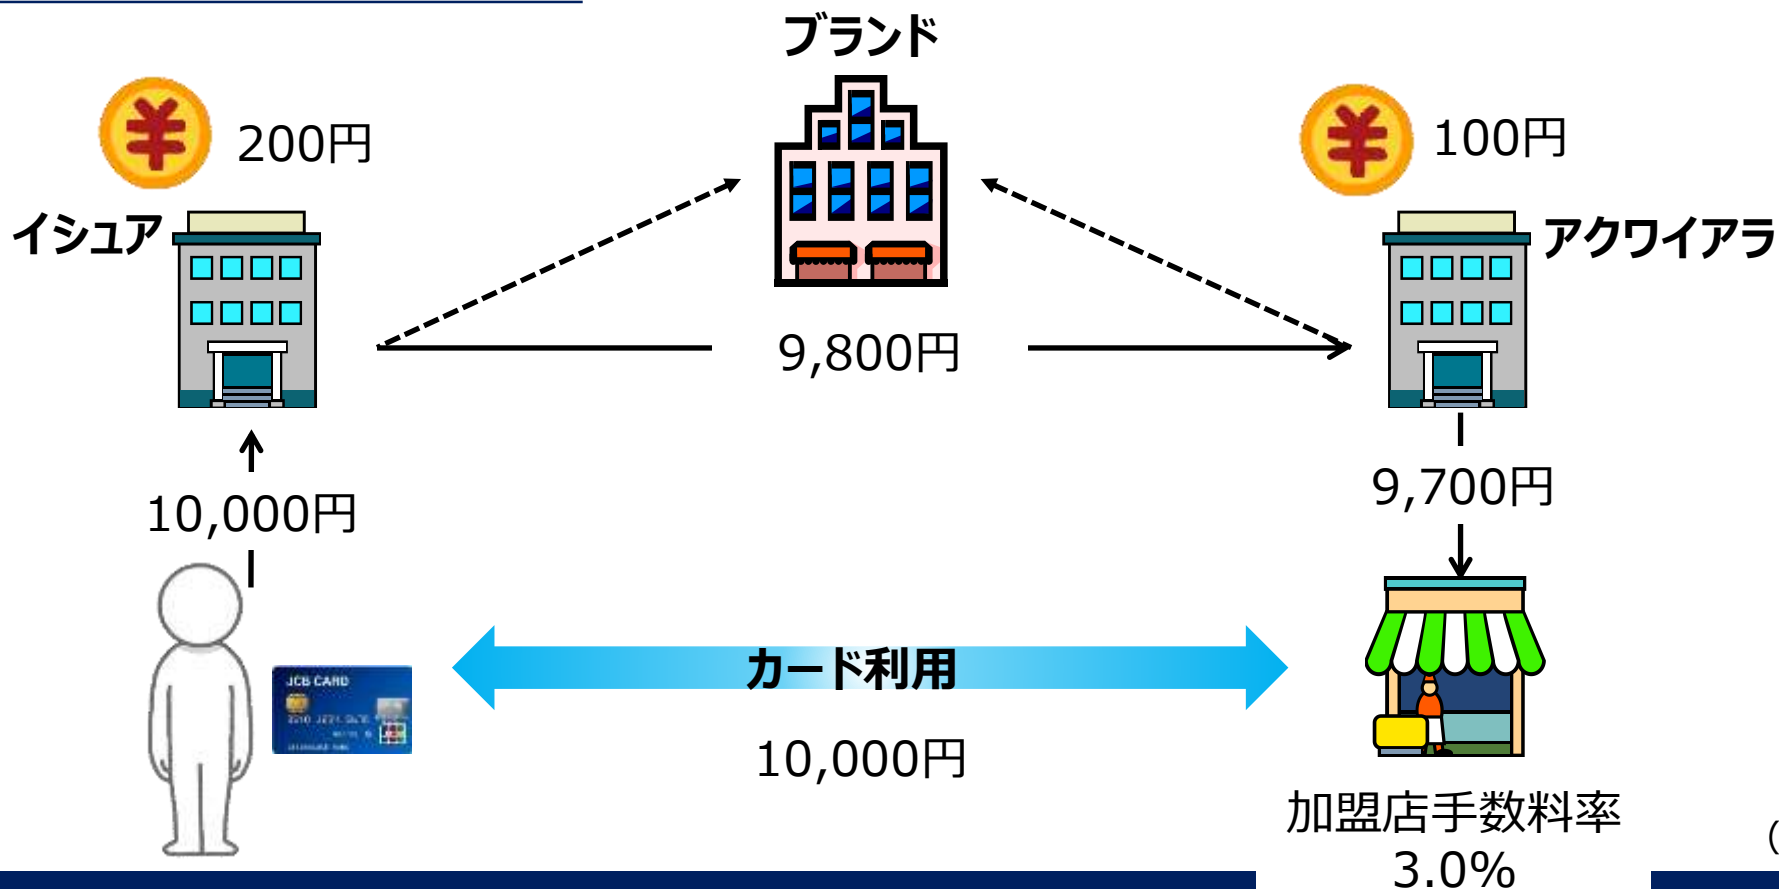 ブランド
200円
100円
イシュア
アクワイアラ
9,800円
10,000円
9,700円
JCB CARD
カード利用
10,000円
加盟店手数料率
3.0%
（